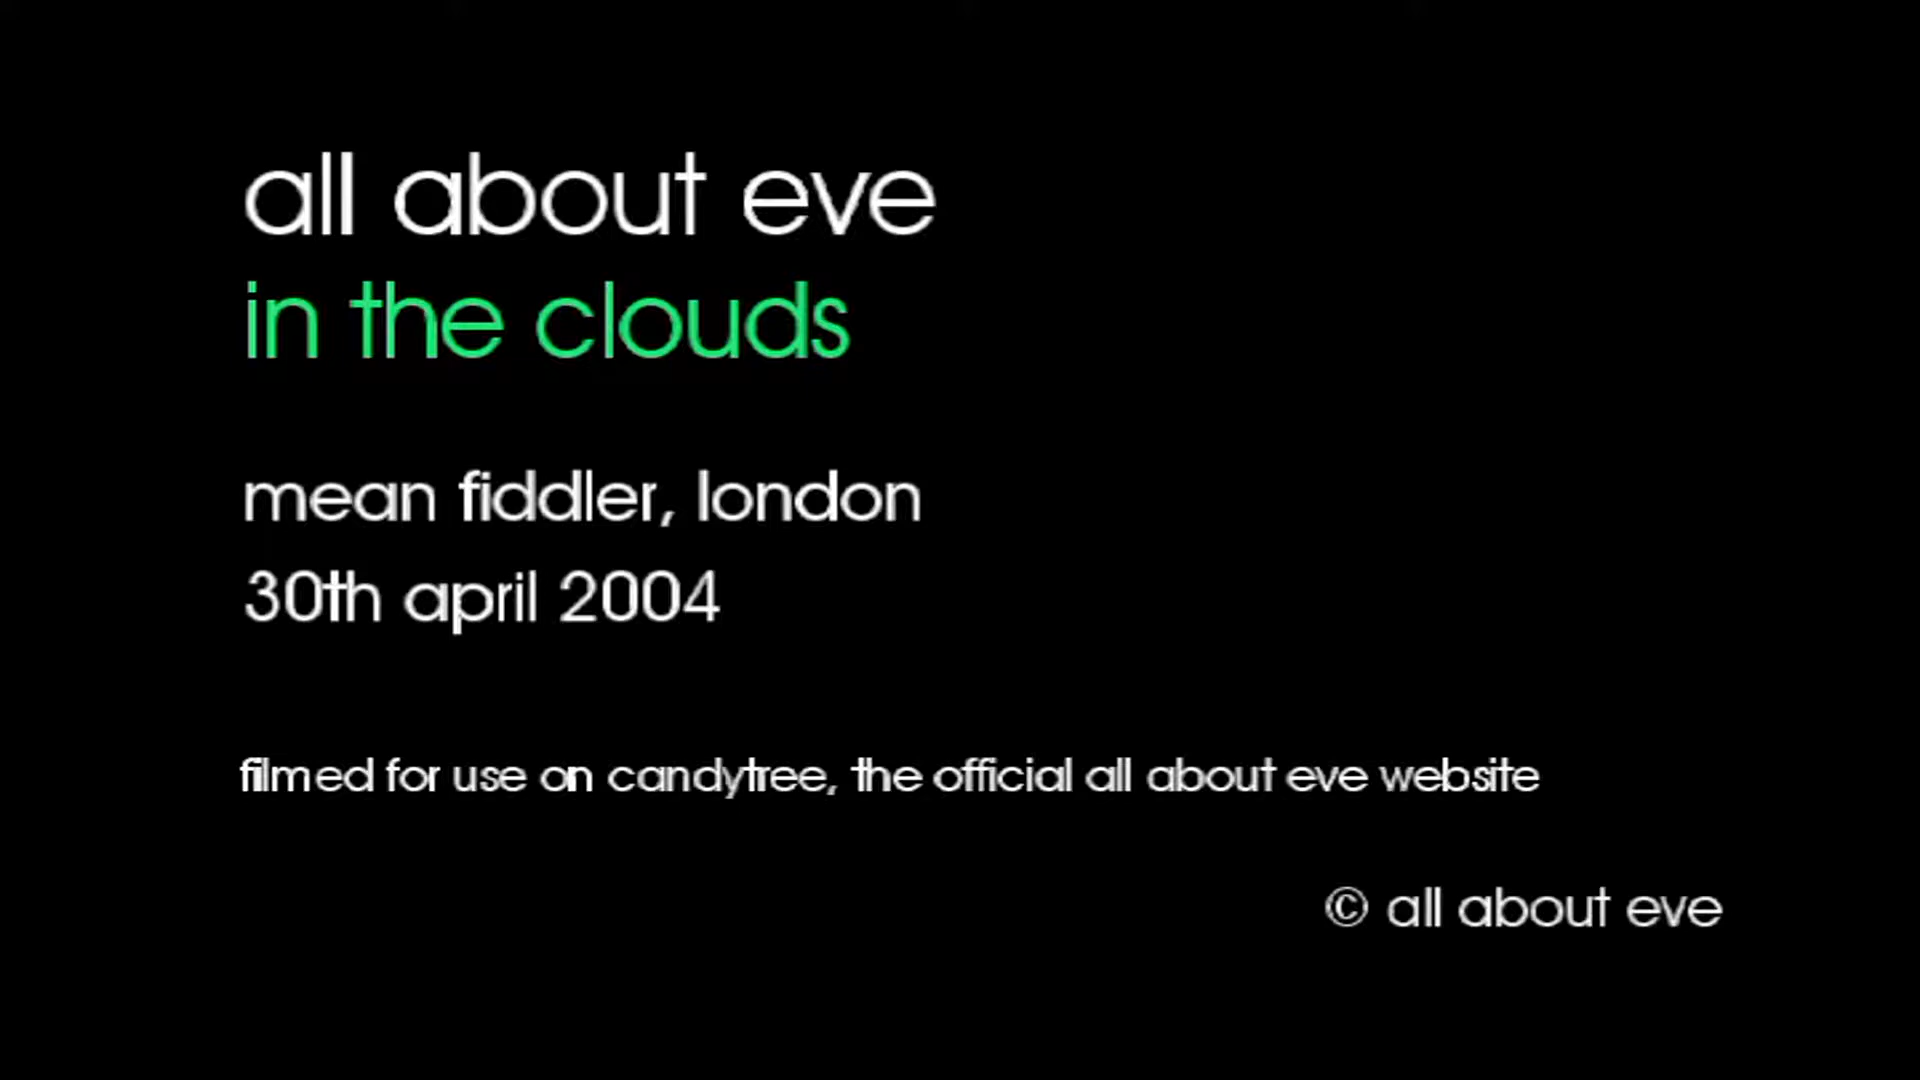 all about eve
in the clouds
mean fiddler, london
30th april 2004
filmed for use on candytree, the official all about eve website
© all about eve